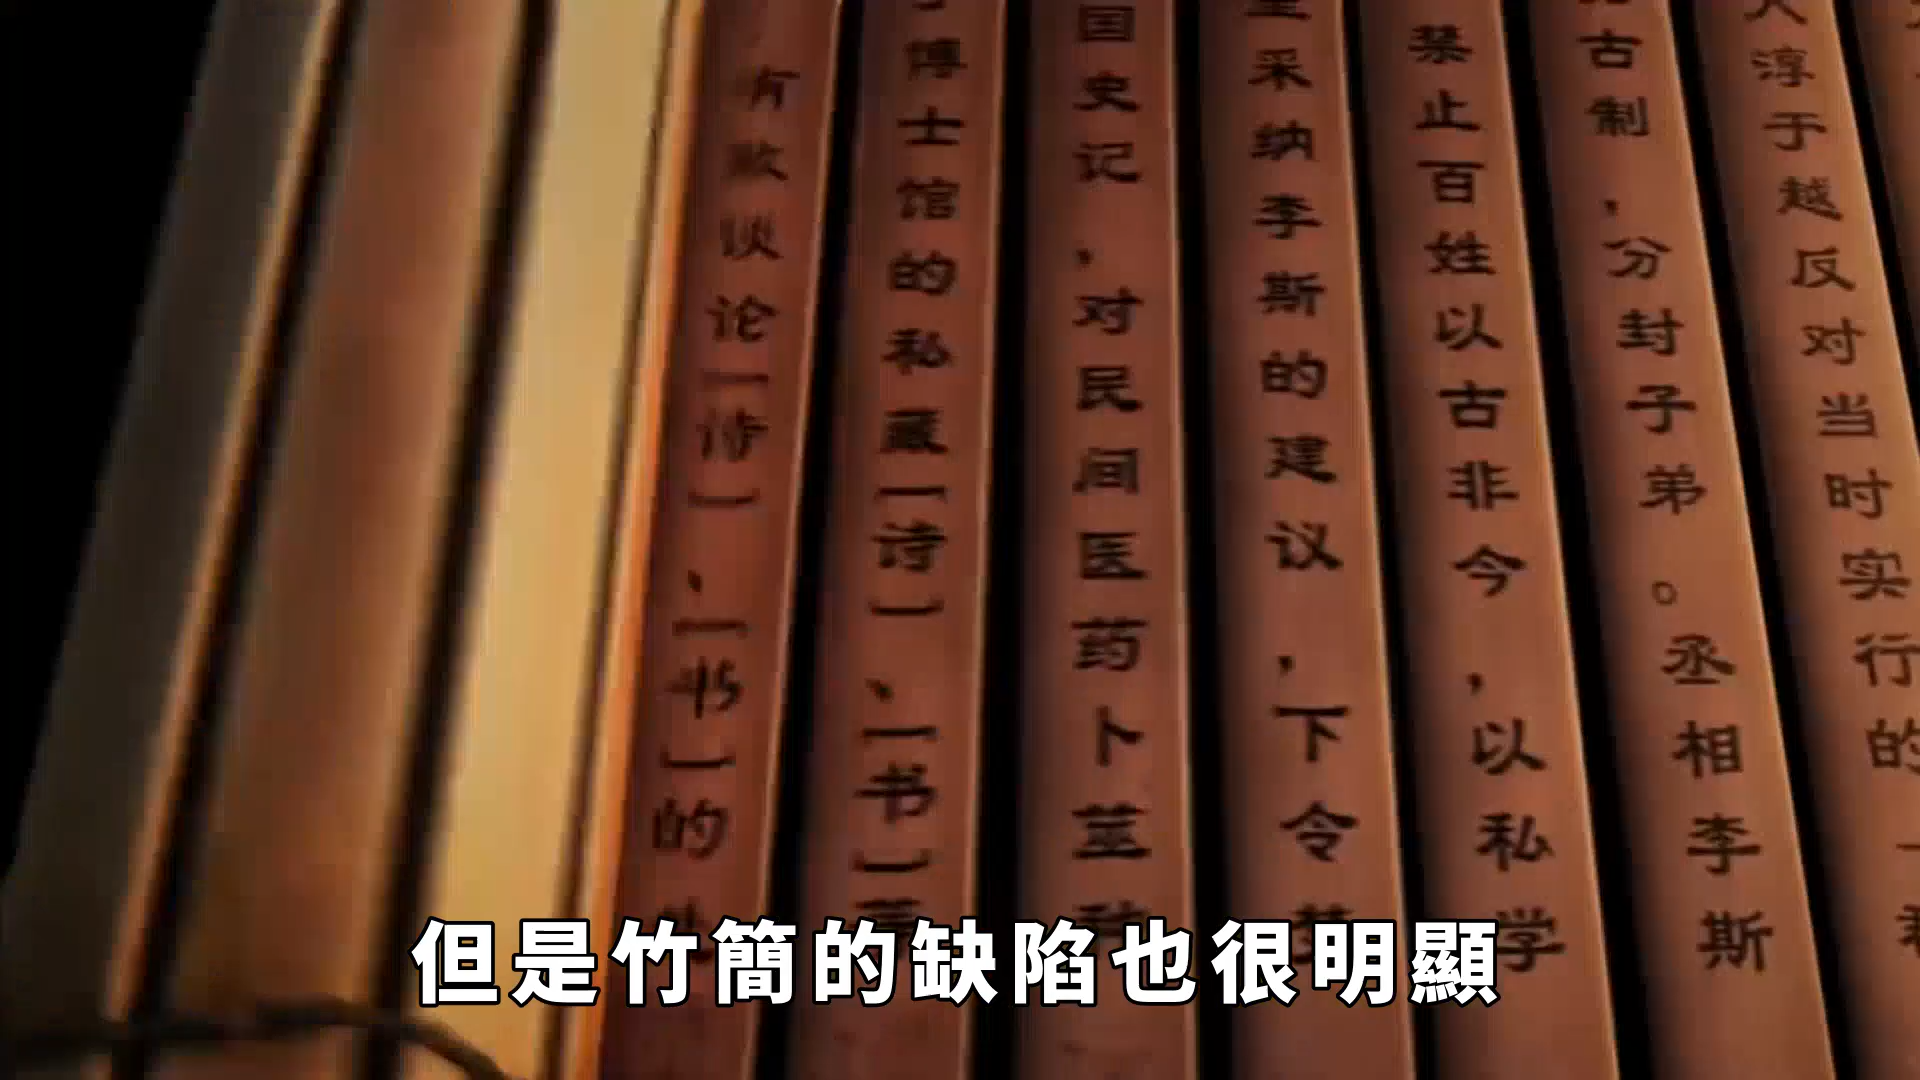 淳于越反对当时实行的
古制，分封子弟。丞相李斯
禁止百姓以古非今，以私学
采纳李斯的建议，下令
国史记，对民间医药卜
博士馆的私藏[诗]、[书]
有敢谈论[诗]、[书]的
但是竹簡的缺陷也很明顯